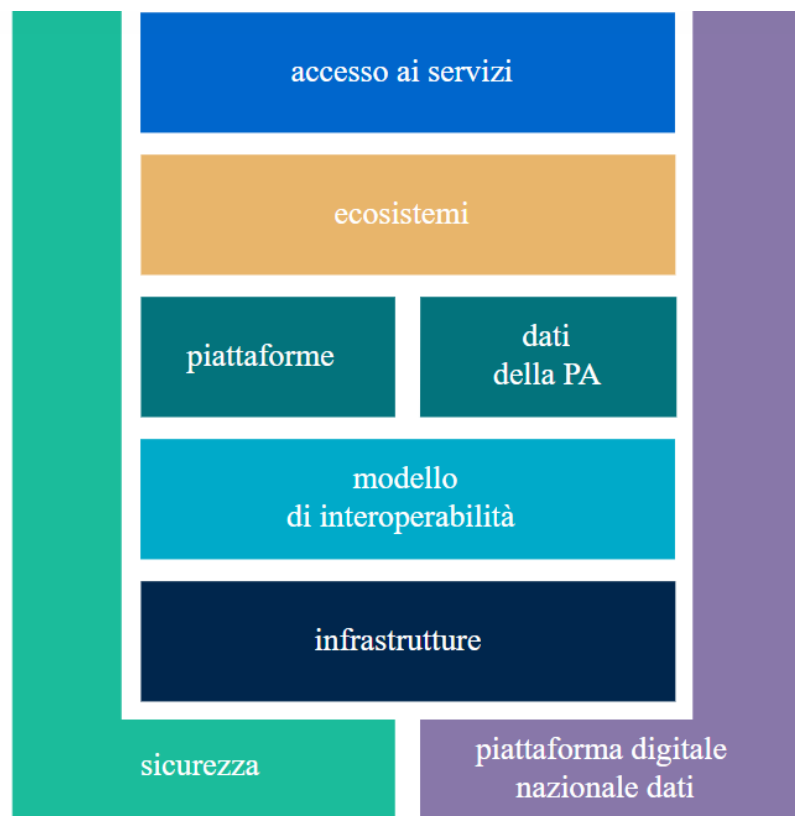 accesso ai servizi
ecosistemi
piattaforme
dati
della PA
modello
di interoperabilità
infrastrutture
sicurezza
piattaforma digitale
nazionale dati